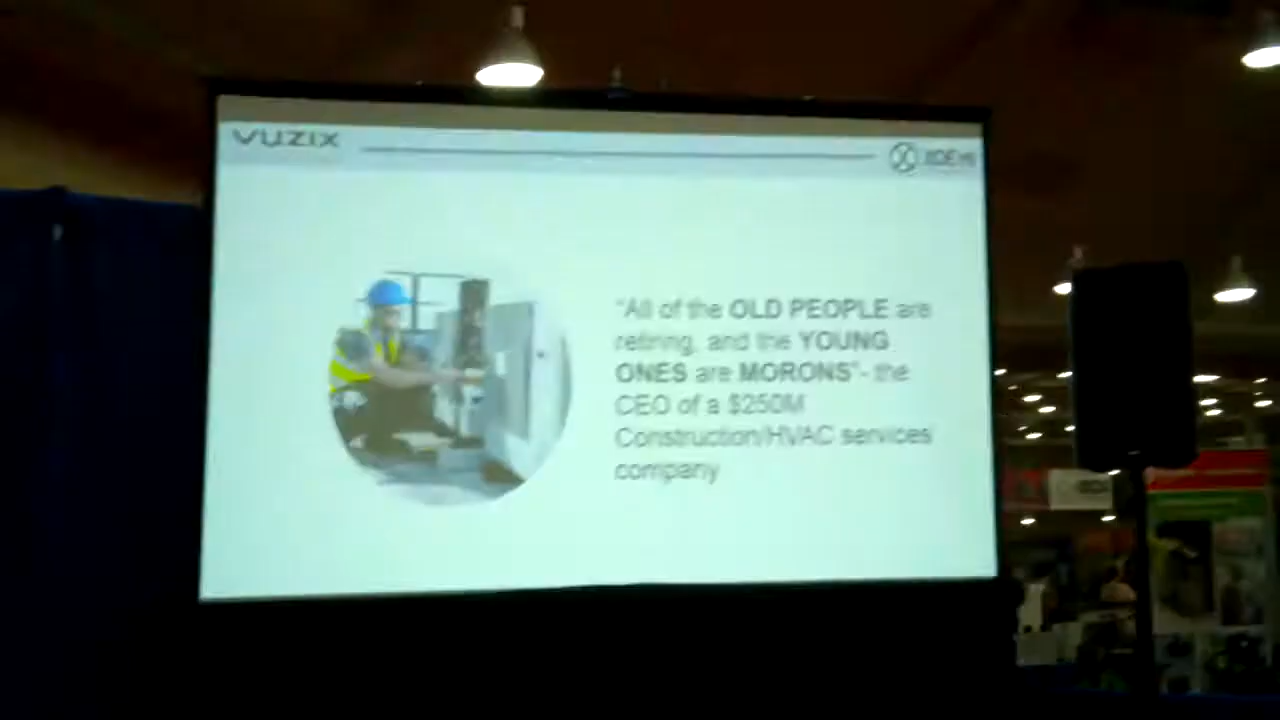 VUZIX
"All of the OLD PEOPLE are
retiring, and the YOUNG
ONES are MORONS"- the
CEO of a $250M
Construction/HVAC services
company